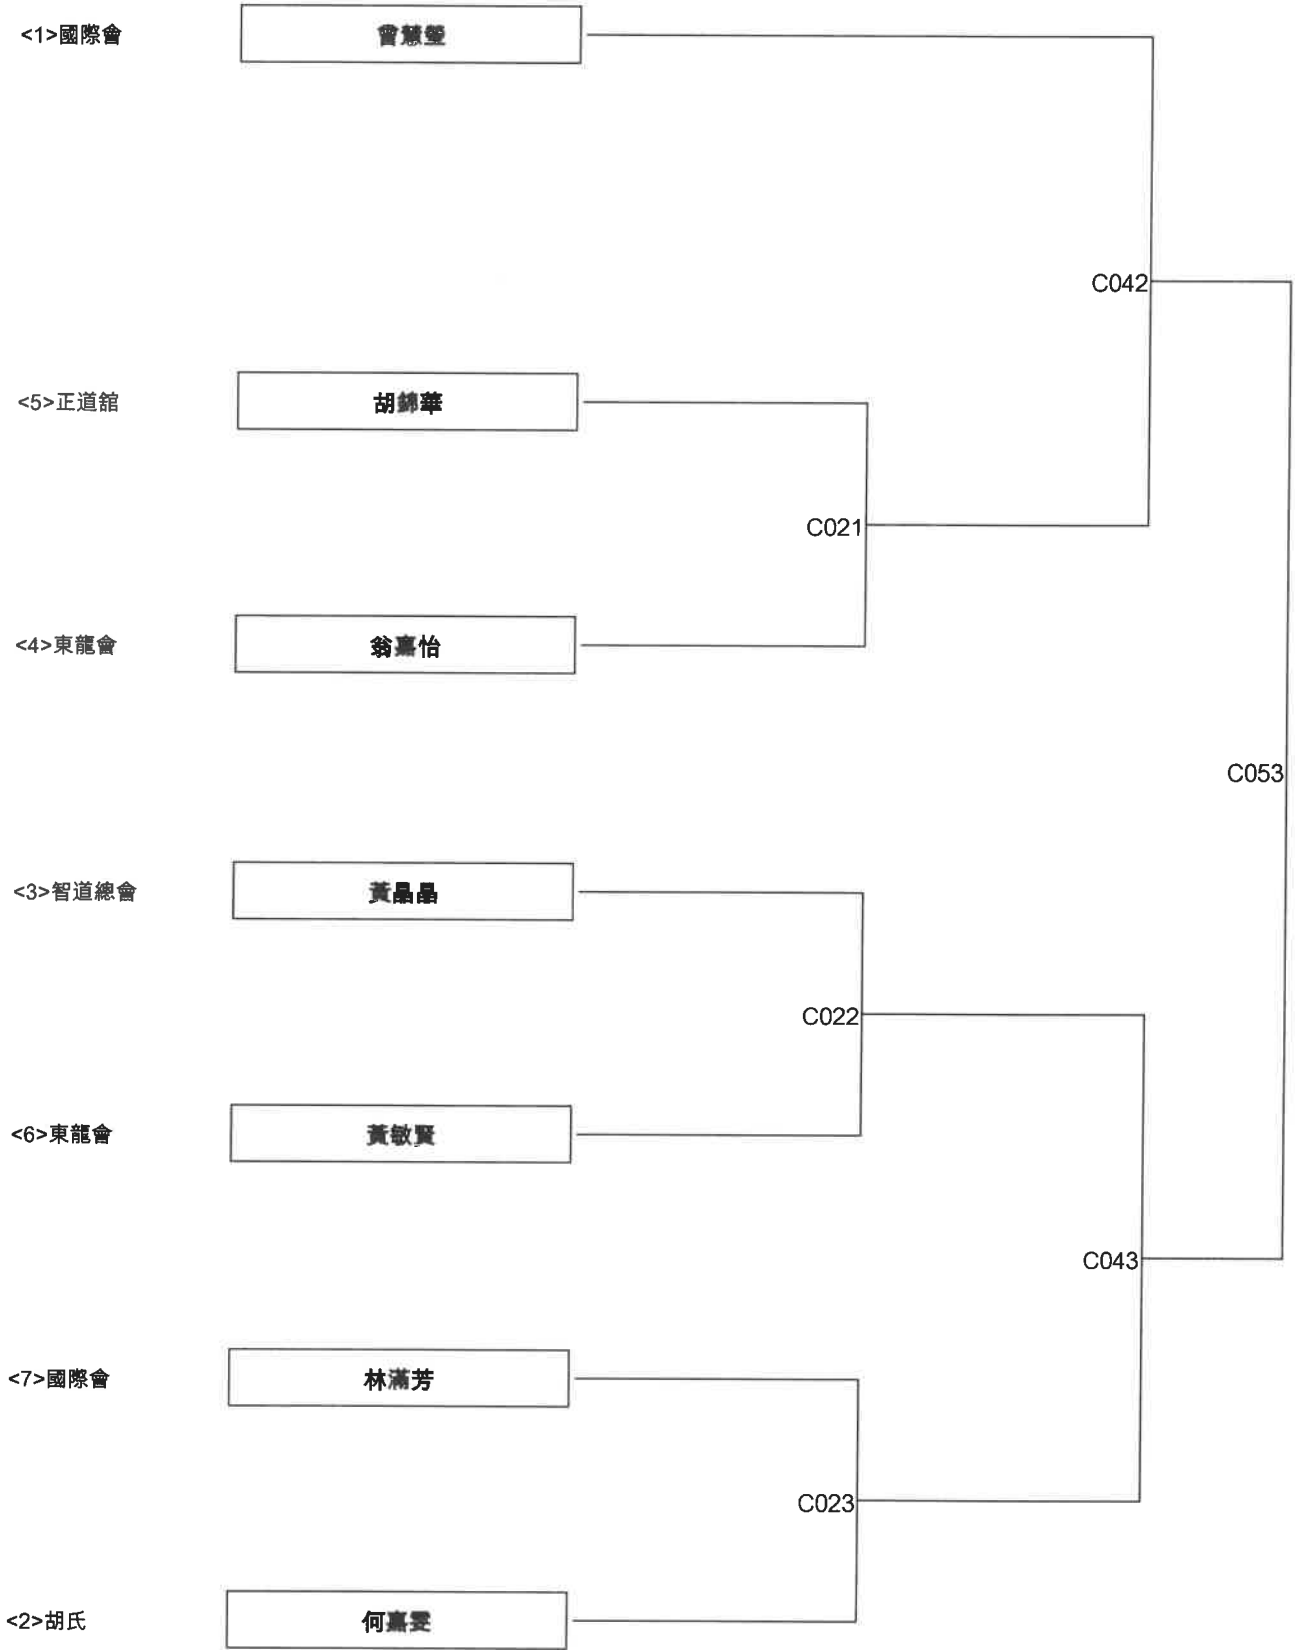 <1>國際會 曾慧瑩
C042
<5>正道舘 胡錦華
C021
<4>東龍會 翁嘉怡
C053
<3>智道總會 黃晶晶
C022
<6>東龍會 黃敏賢
C043
<7>國際會 林滿芳
C023
<2>胡氏 何嘉雯